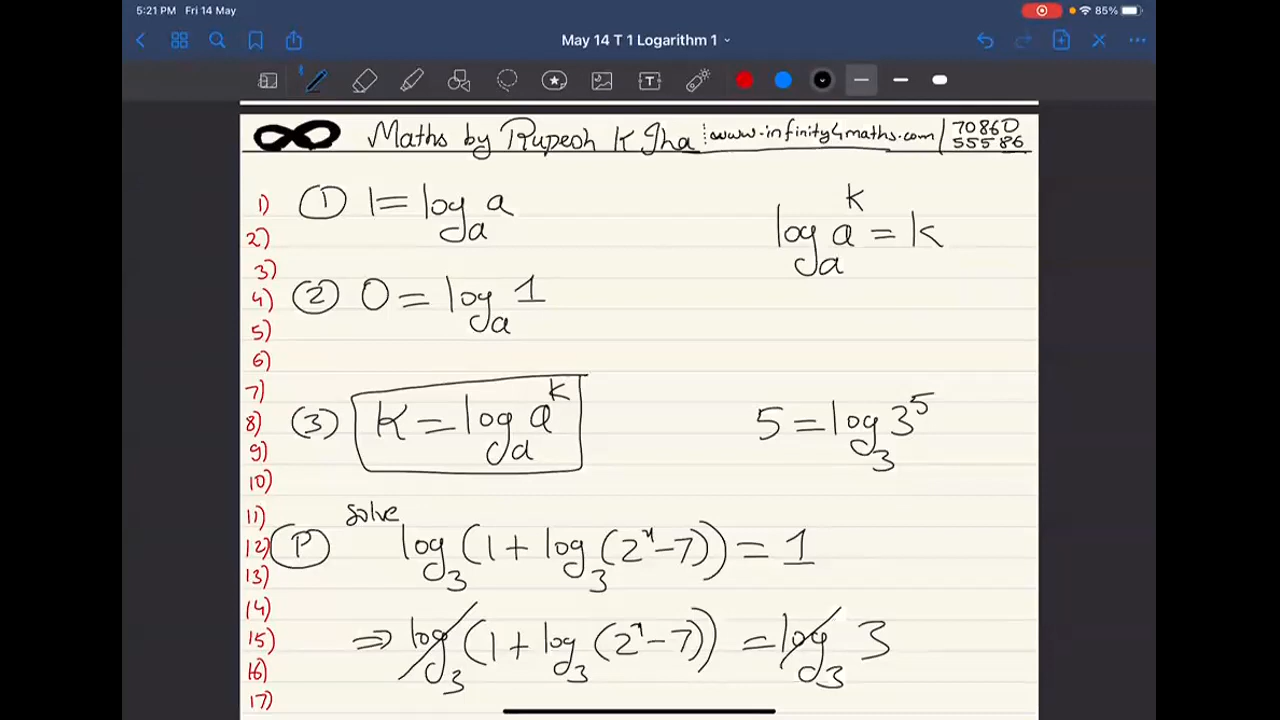 5:21 PM Fri 14 May
85%
May 14 T 1 Logarithm 1
Maths by Rupesh K Jha www.infinity4maths.com / 70860 55586
1) ① 1 = log_a a
log_a a^k = k
2)
3)
4) ② 0 = log_a 1
5)
6)
7)
8) (3) K = log_a a^k
5 = log_3 3^5
9)
10)
11) solve
12) (P) log_3 (1 + log_3 (2^x - 7)) = 1
13)
14)
15) ⇒ log_3 (1 + log_3 (2^x - 7)) = log_3 3
16)
17)